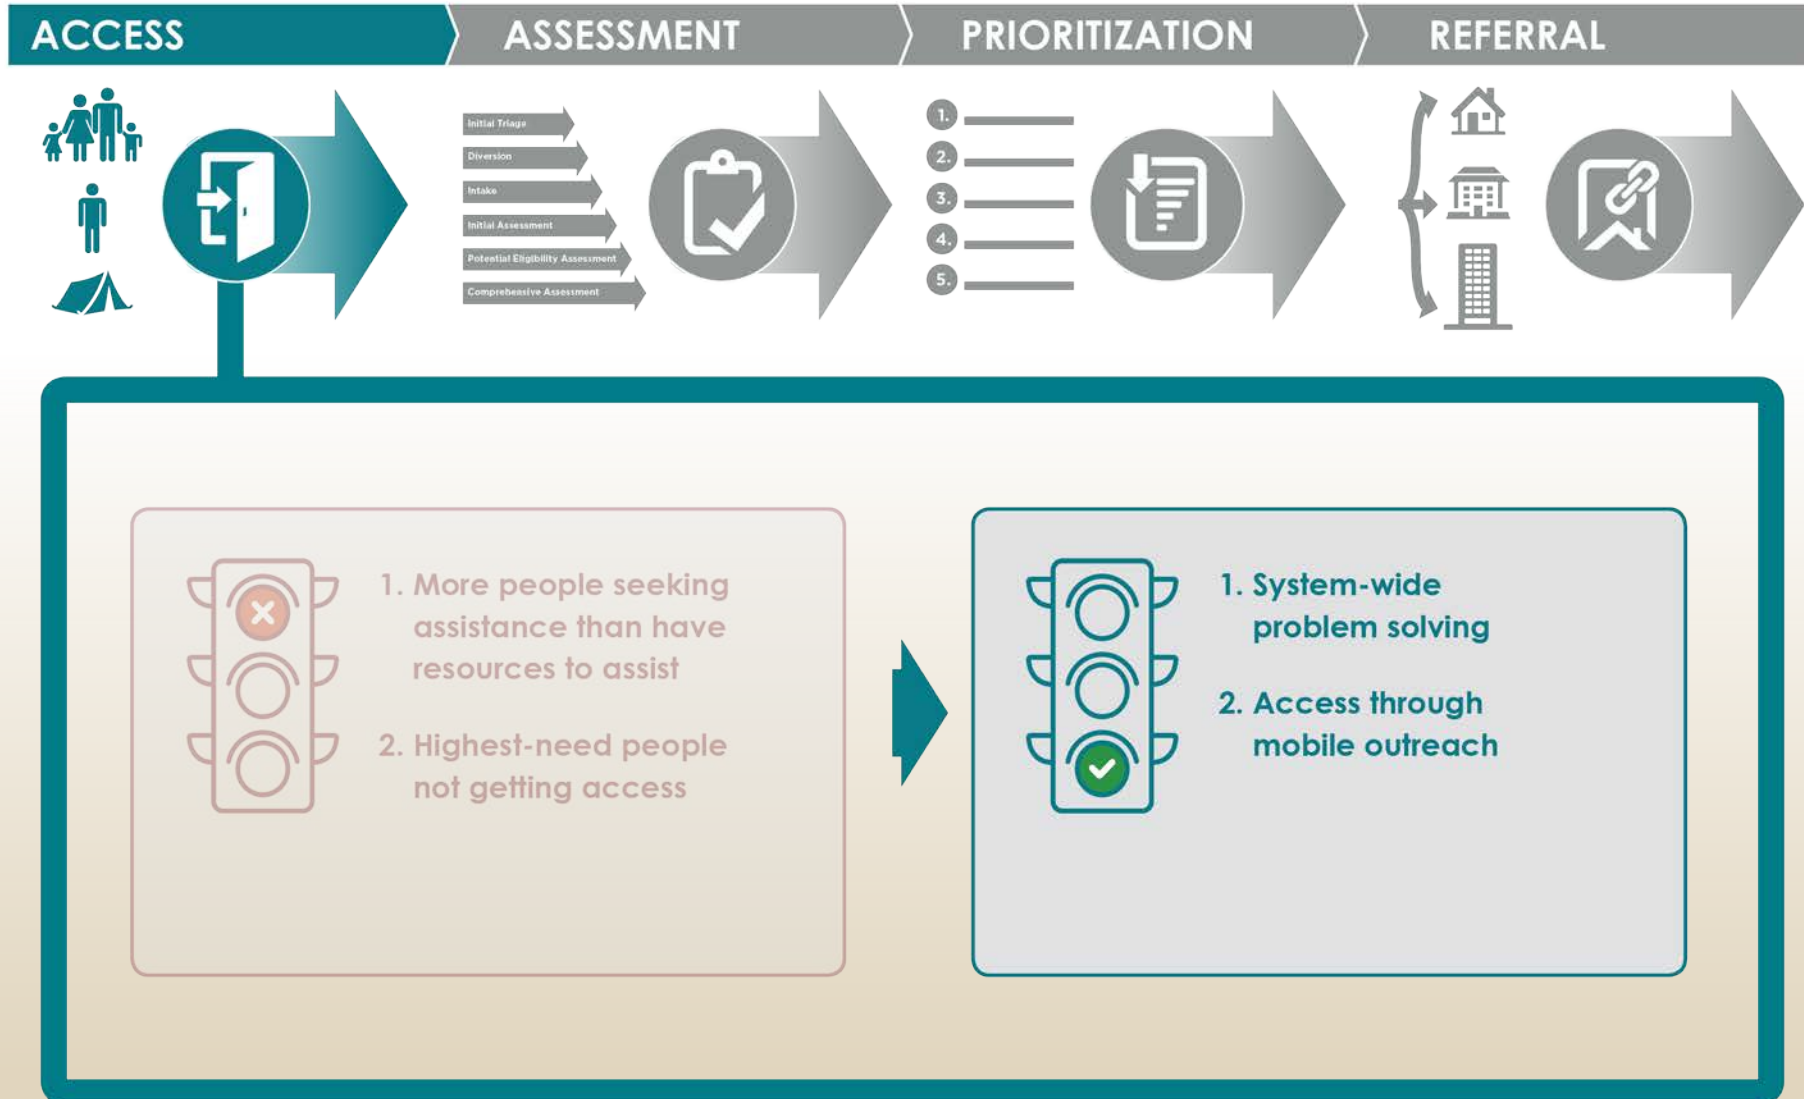 ACCESS
ASSESSMENT
PRIORITIZATION
REFERRAL
Initial Triage
Diversion
Intake
Initial Assessment
Potential Eligibility Assessment
Comprehensive Assessment
1.
2.
3.
4.
5.
1. More people seeking
assistance than have
resources to assist
2. Highest-need people
not getting access
1. System-wide
problem solving
2. Access through
mobile outreach